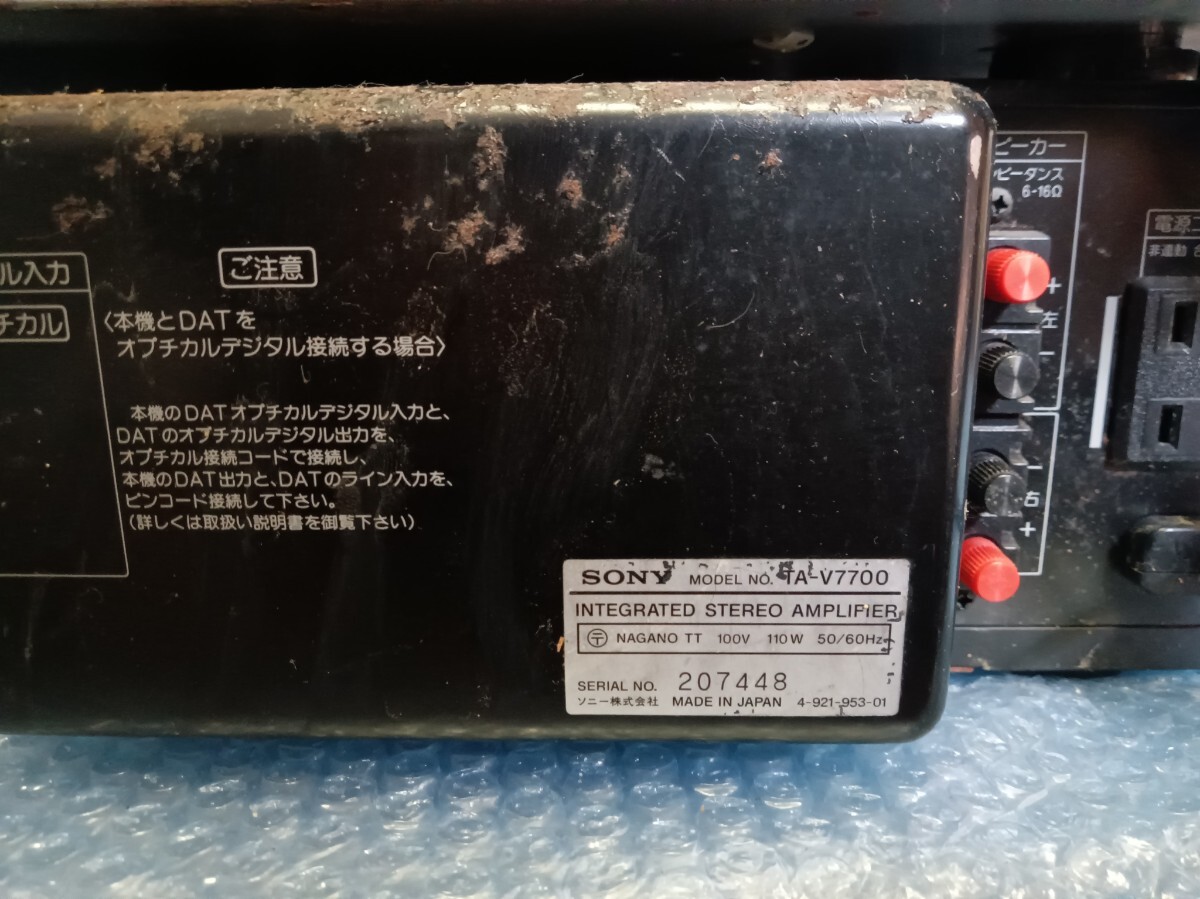 ル入力
チカル
ご注意
〈本機とDATを
オプチカルデジタル接続する場合〉
本機のDATオプチカルデジタル入力と、
DATのオプチカルデジタル出力を、
オプチカル接続コードで接続し、
本機のDAT出力と、DATのライン入力を、
ピンコード接続して下さい。
(詳しくは取扱い説明書を御覧下さい)
SONY MODEL NO. TA-V7700
INTEGRATED STEREO AMPLIFIER
〒 NAGANO TT 100V 110W 50/60Hz
SERIAL NO. 207448
ソニー株式会社 MADE IN JAPAN 4-921-953-01
ピーカー
ピーダンス
6-16Ω
+
左
−
−
右
+
電源
非連動